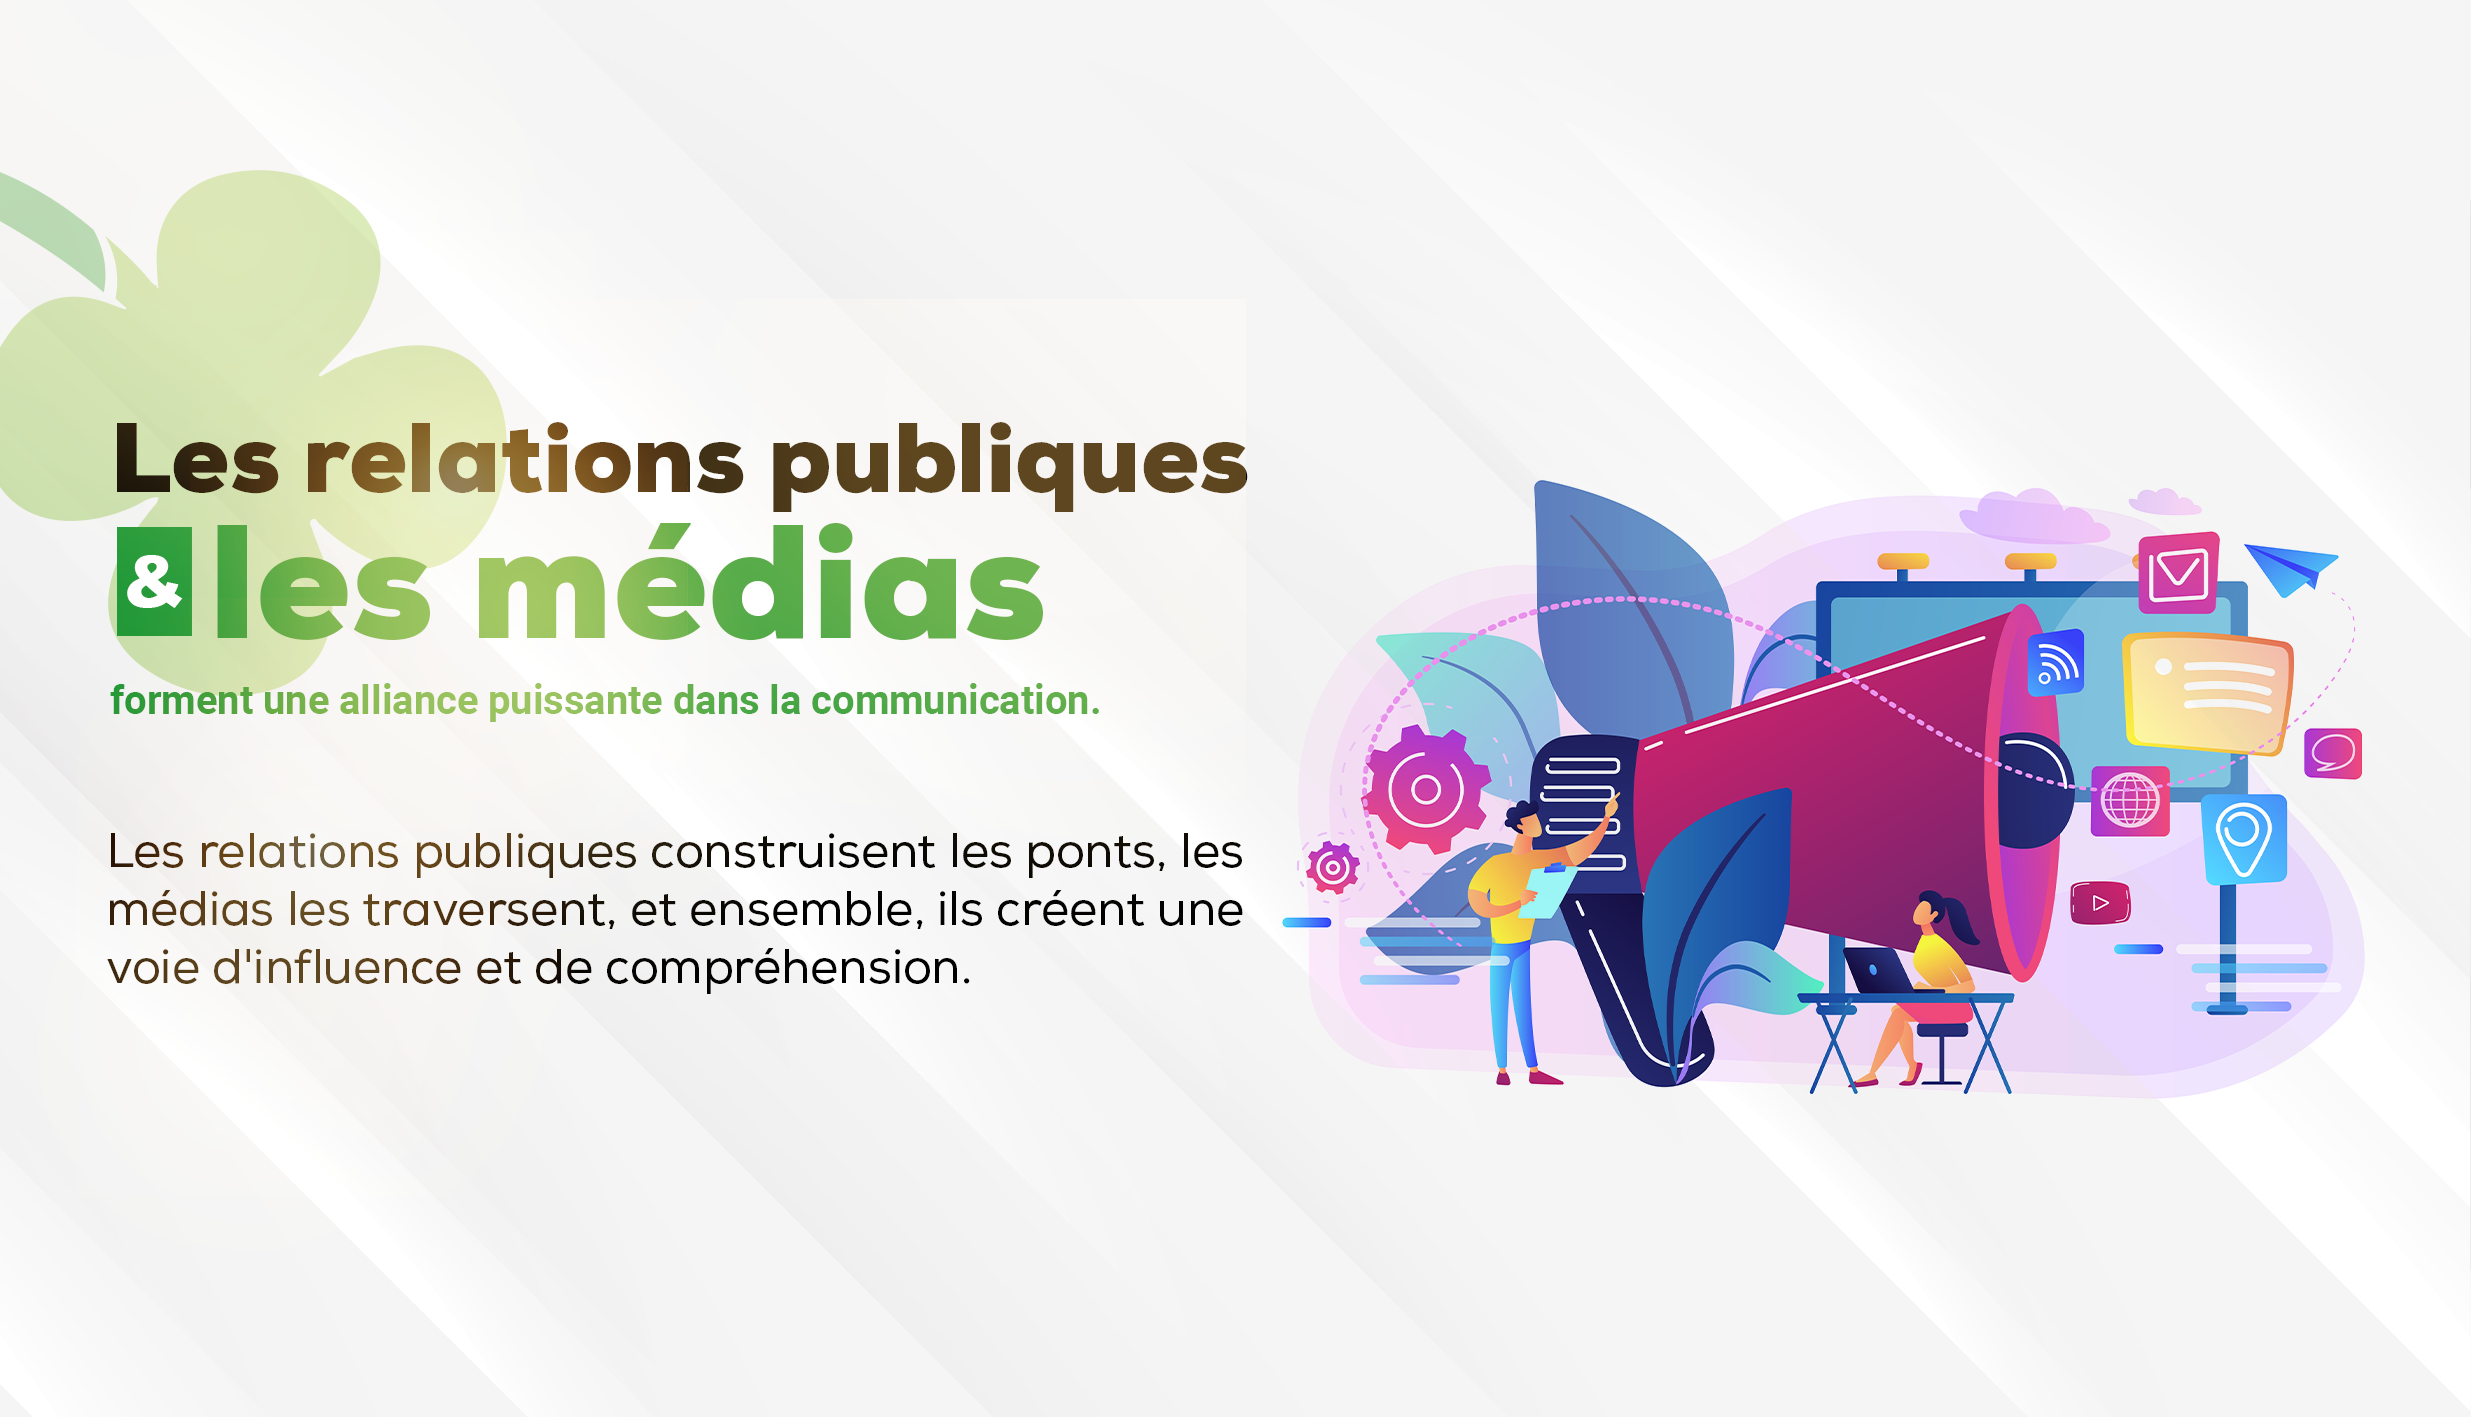 Les relations publiques
& les médias
forment une alliance puissante dans la communication.
Les relations publiques construisent les ponts, les
médias les traversent, et ensemble, ils créent une
voie d'influence et de compréhension.